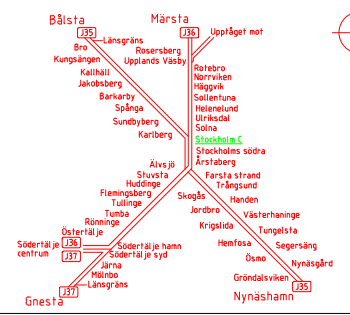 Bålsta
Märsta
J35
J36
Länsgräns
Upptåget mot
Bro
Rosersberg
Kungsängen
Upplands Väsby
Kallhäll
Rotebro
Jakobsberg
Norrviken
Barkarby
Häggvik
Spånga
Sollentuna
Sundbyberg
Helenelund
Karlberg
Ulriksdal
Solna
Stockholm C
Stockholms södra
Årstaberg
Älvsjö
Farsta strand
Stuvsta
Trångsund
Huddinge
Skogås
Handen
Flemingsberg
Jordbro
Västerhaninge
Tullinge
Krigslida
Tungelsta
Tumba
Hemfosa
Segersäng
Rönninge
Ösmo
Nynäsgård
Östertälje
Gröndalsviken
J36
Södertälje
centrum
J37
Södertälje hamn
Södertälje syd
Järna
Mölnbo
Länsgräns
J37
J35
Gnesta
Nynäshamn